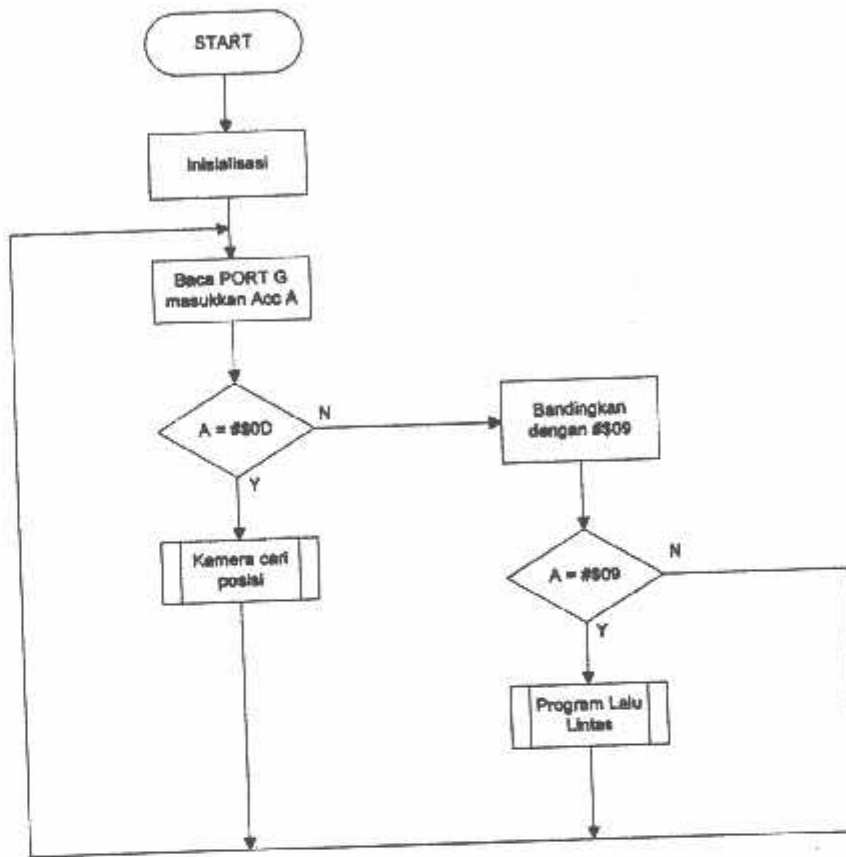 START
Inisialisasi
Baca PORT G
masukkan Acc A
A = #$0D
N
Y
Bandingkan
dengan #$09
Kamera cari
posisi
A = #$09
N
Y
Program Lalu
Lintas